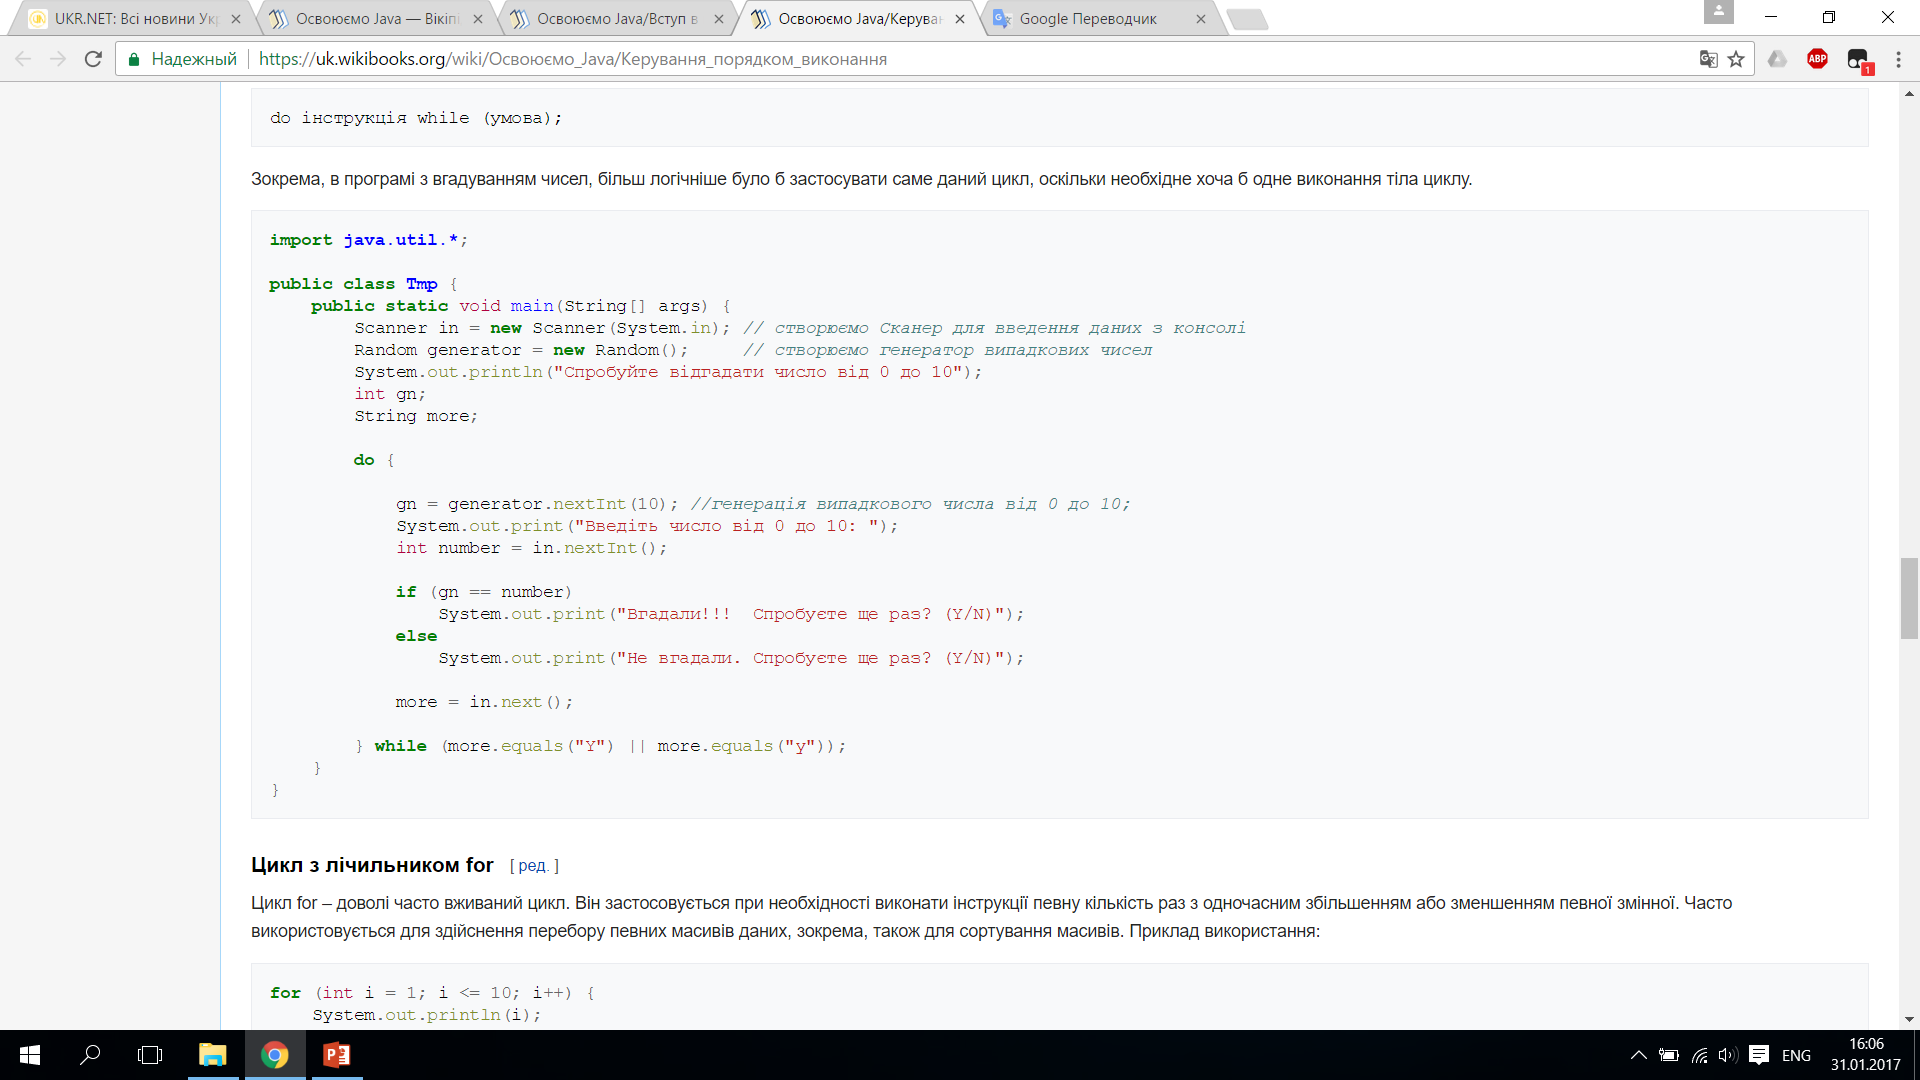 UKR.NET: Всі новини Укр
Освоюємо Java — Вікіпі
Освоюємо Java/Вступ в
Освоюємо Java/Керуван
Google Переводчик
Надежный
https://uk.wikibooks.org/wiki/Освоюємо_Java/Керування_порядком_виконання
ABP
1
do інструкція while (умова);
Зокрема, в програмі з вгадуванням чисел, більш логічніше було б застосувати саме даний цикл, оскільки необхідне хоча б одне виконання тіла циклу.
import java.util.*;
public class Tmp {
public static void main(String[] args) {
Scanner in = new Scanner(System.in); // створюємо Сканер для введення даних з консолі
Random generator = new Random(); // створюємо генератор випадкових чисел
System.out.println("Спробуйте відгадати число від 0 до 10");
int gn;
String more;
do {
gn = generator.nextInt(10); //генерація випадкового числа від 0 до 10;
System.out.print("Введіть число від 0 до 10: ");
int number = in.nextInt();
if (gn == number)
System.out.print("Вгадали!!!  Спробуєте ще раз? (Y/N)");
else
System.out.print("Не вгадали. Спробуєте ще раз? (Y/N)");
more = in.next();
} while (more.equals("Y") || more.equals("y"));
}
}
Цикл з лічильником for [ ред. ]
Цикл for – доволі часто вживаний цикл. Він застосовується при необхідності виконати інструкції певну кількість раз з одночасним збільшенням або зменшенням певної змінної. Часто
використовується для здійснення перебору певних масивів даних, зокрема, також для сортування масивів. Приклад використання:
for (int i = 1; i <= 10; i++) {
System.out.println(i);
ENG
16:06
31.01.2017